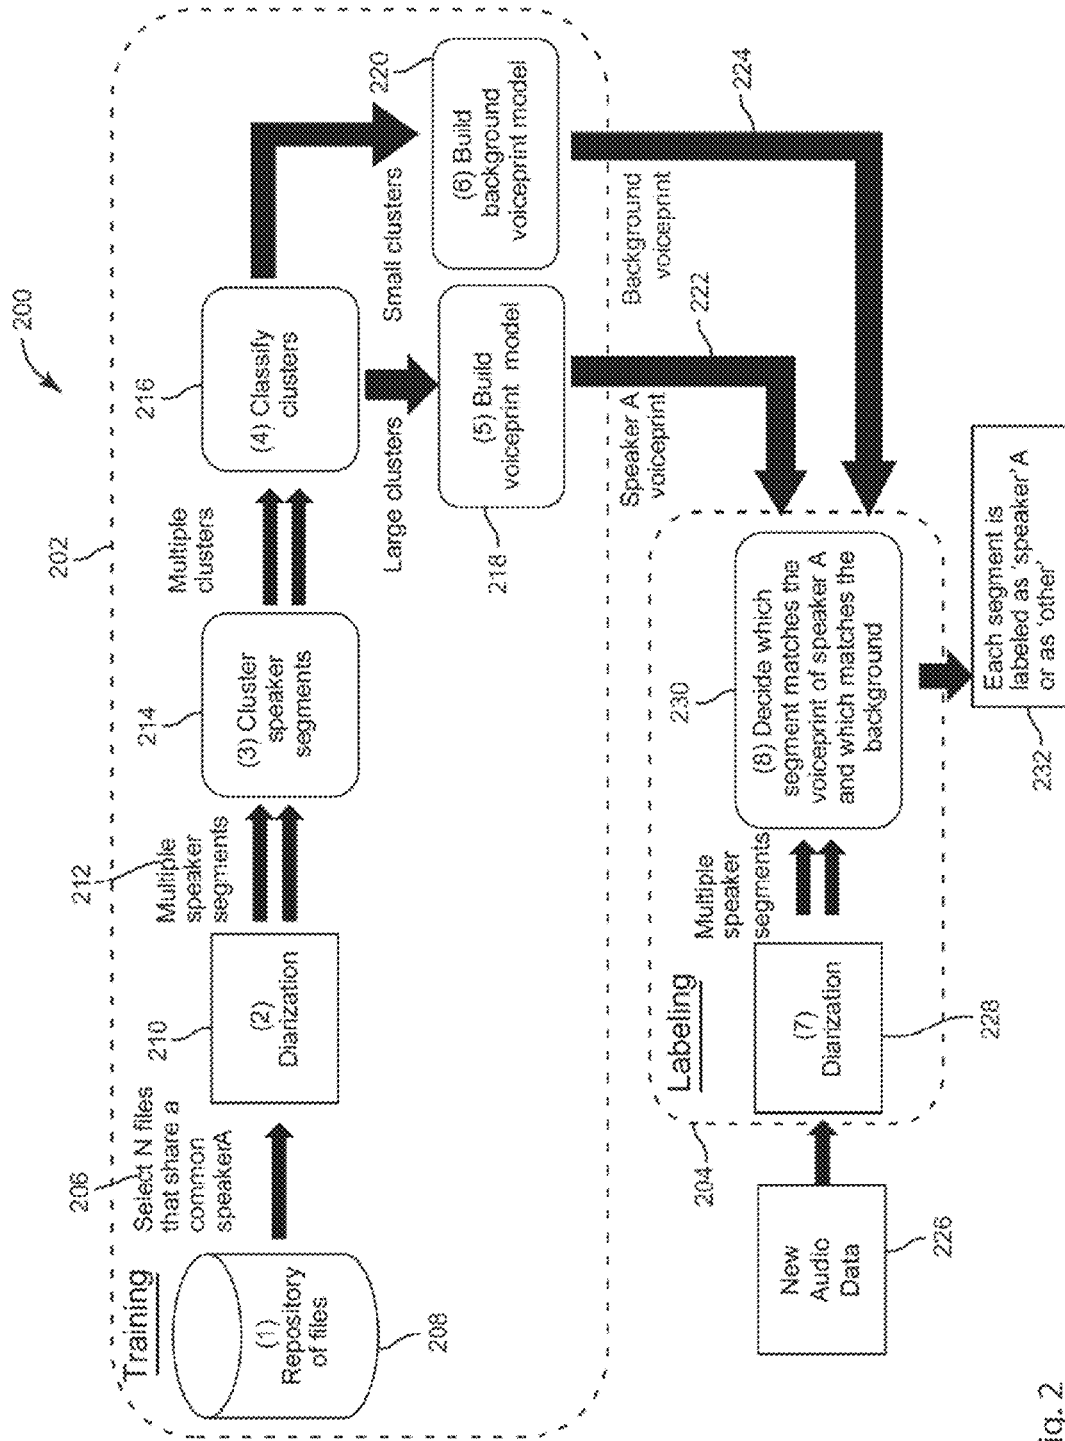 200
202
Training
206
Select N files
that share a
common
speakerA
(1)
Repository
of files
208
210
(2)
Diarization
212
Multiple
speaker
segments
214
(3) Cluster
speaker
segments
Multiple
clusters
216
(4) Classify
clusters
Large clusters
Small clusters
218
(5) Build
voiceprint model
220
(6) Build
background
voiceprint model
Speaker A
voiceprint
222
Background
voiceprint
224
204
Labeling
New
Audio
Data
226
(7)
Diarization
228
Multiple
speaker
segments
230
(8) Decide which
segment matches the
voiceprint of speaker A
and which matches the
background
Each segment is
labeled as 'speaker' A
or as 'other'
232
ig. 2